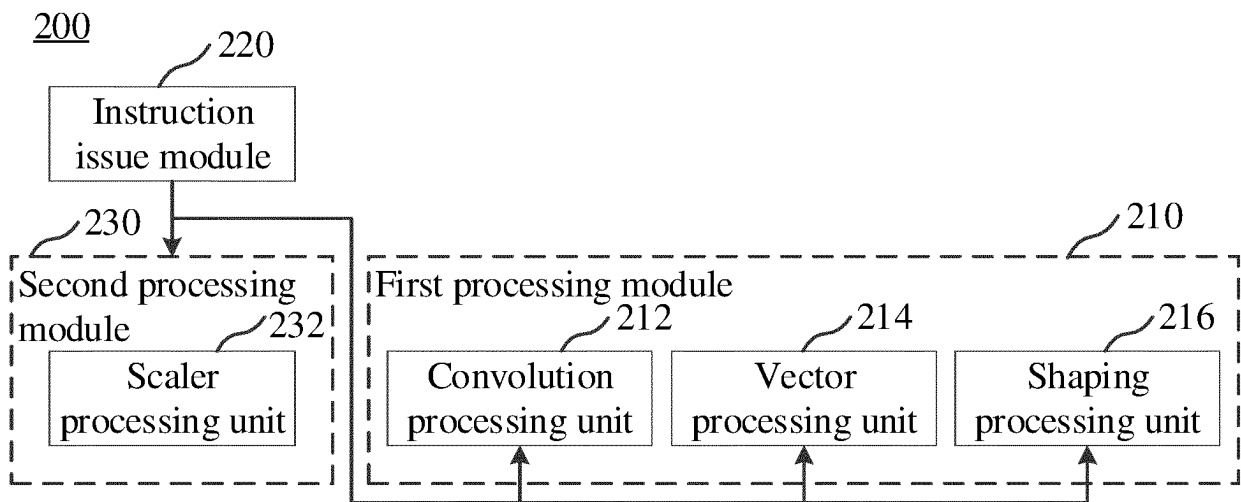 200
220
Instruction
issue module
230
210
Second processing
module
First processing module
232
212
214
216
Scaler
processing unit
Convolution
processing unit
Vector
processing unit
Shaping
processing unit